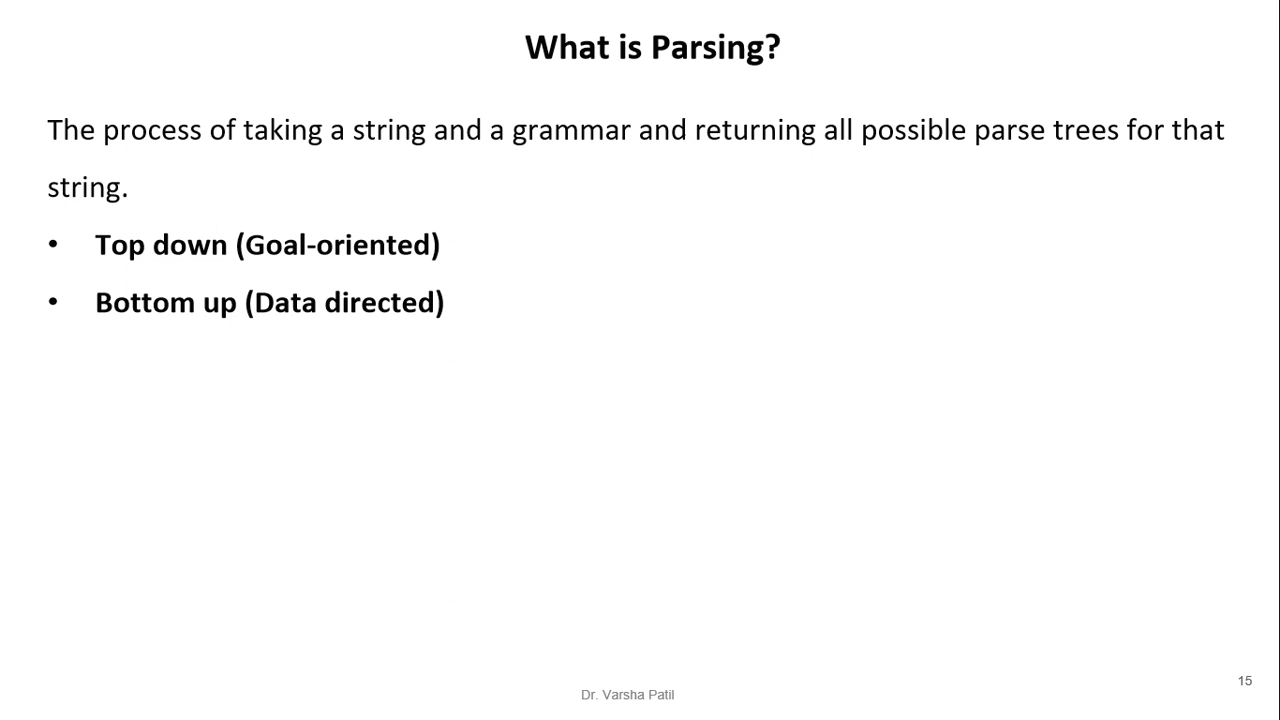 What is Parsing?
The process of taking a string and a grammar and returning all possible parse trees for that
string.
• Top down (Goal-oriented)
• Bottom up (Data directed)
15
Dr. Varsha Patil